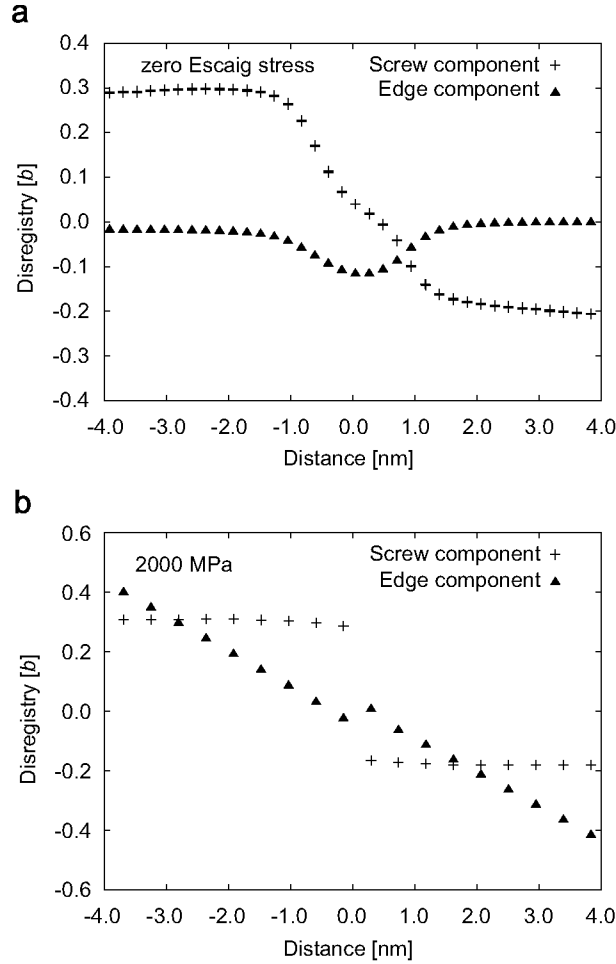 a
0.4
0.3
0.2
0.1
0.0
-0.1
-0.2
-0.3
-0.4
Disregistry [b]
zero Escaig stress
Screw component +
Edge component ▲
-4.0 -3.0 -2.0 -1.0 0.0 1.0 2.0 3.0 4.0
Distance [nm]
b
0.6
0.4
0.2
0.0
-0.2
-0.4
-0.6
Disregistry [b]
2000 MPa
Screw component +
Edge component ▲
-4.0 -3.0 -2.0 -1.0 0.0 1.0 2.0 3.0 4.0
Distance [nm]